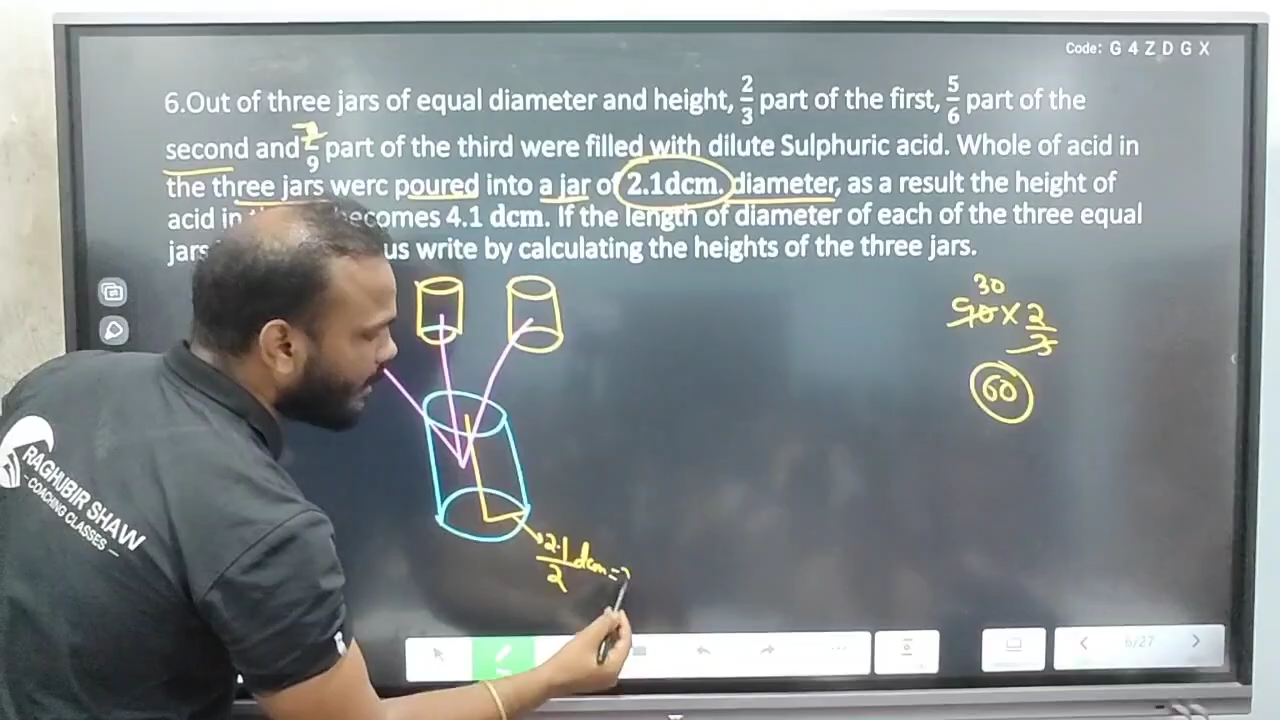 Code: G 4 Z D G X
6.Out of three jars of equal diameter and height, 2/3 part of the first, 5/6 part of the
second and 7/9 part of the third were filled with dilute Sulphuric acid. Whole of acid in
the three jars werc poured into a jar of 2.1dcm. diameter, as a result the height of
acid in becomes 4.1 dcm. If the length of diameter of each of the three equal
jars us write by calculating the heights of the three jars.
30
90 x 2/3
60
2.1/2 dcm =
6/27
RAGHUBIR SHAW
- COACHING CLASSES -